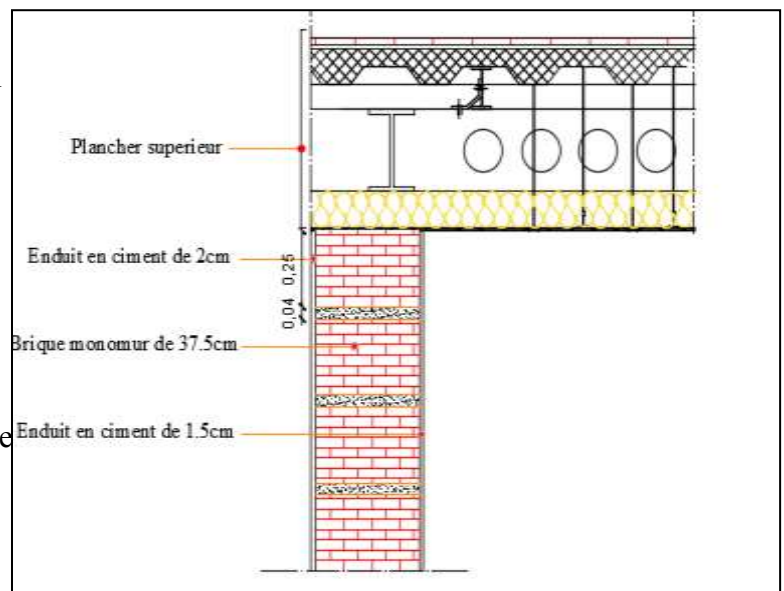 Plancher superieur
Enduit en ciment de 2cm
0,25
0,04
Brique monomur de 37.5cm
Enduit en ciment de 1.5cm
e